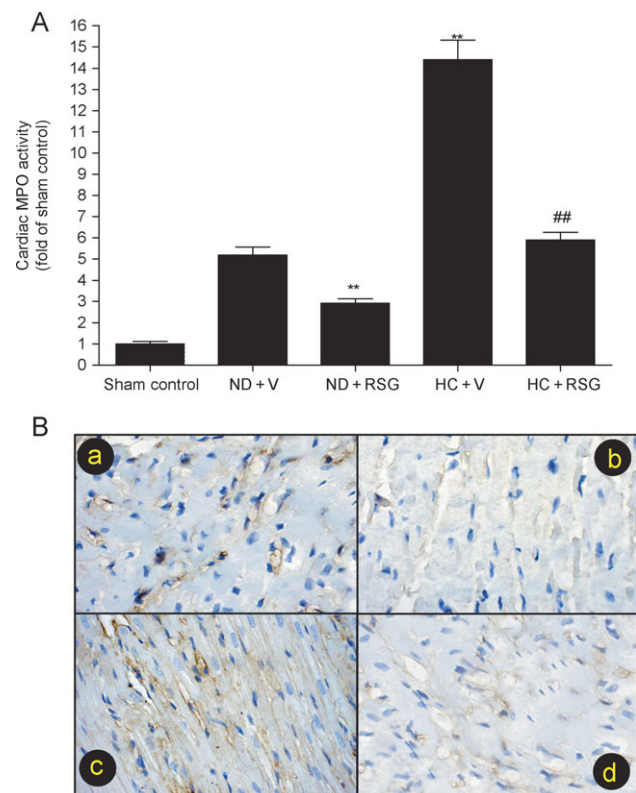 A
Cardiac MPO activity
(fold of sham control)
16
15
14
13
12
11
10
9
8
7
6
5
4
3
2
1
0
**
**
##
Sham control ND + V ND + RSG HC + V HC + RSG
B
a
b
c
d